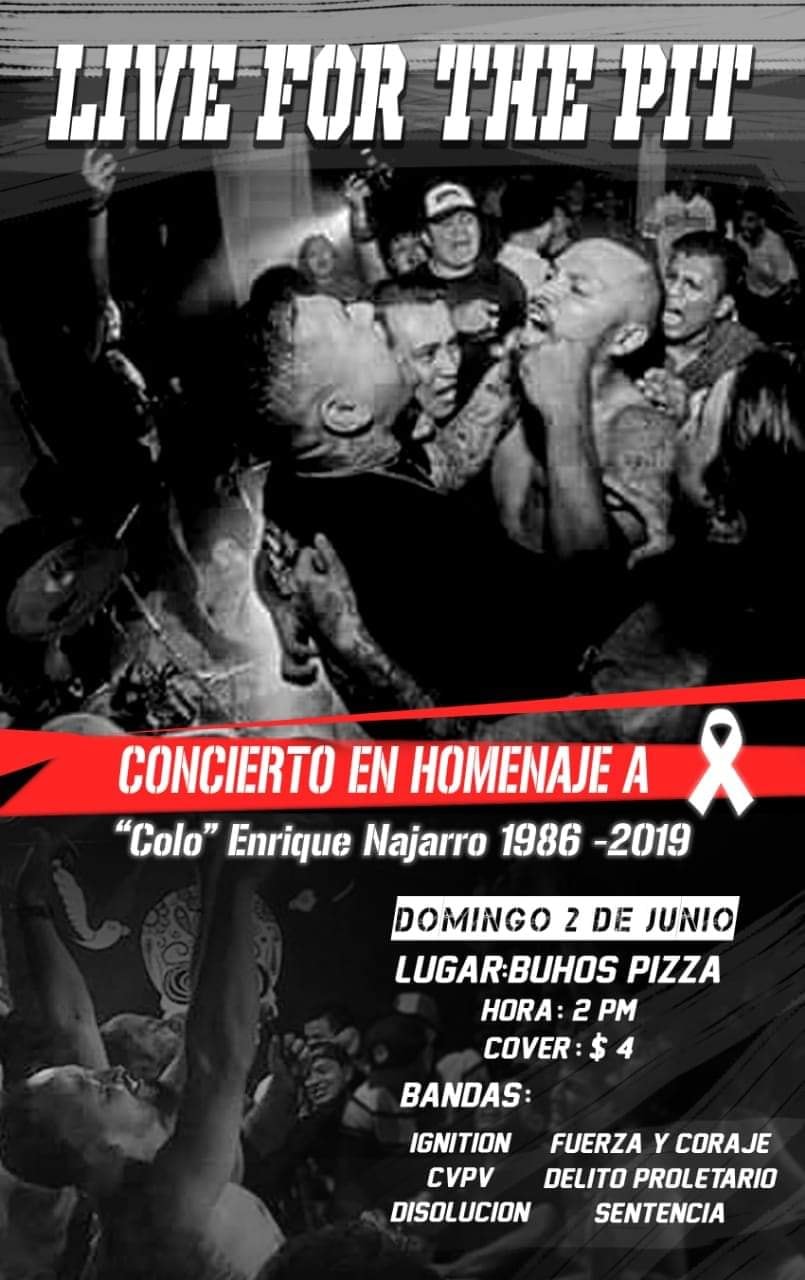 LIVE FOR THE PIT
CONCIERTO EN HOMENAJE A
“Colo” Enrique Najarro 1986 -2019
DOMINGO 2 DE JUNIO
LUGAR:BUHOS PIZZA
HORA: 2 PM
COVER: $ 4
BANDAS:
IGNITION FUERZA Y CORAJE
CVPV DELITO PROLETARIO
DISOLUCION SENTENCIA